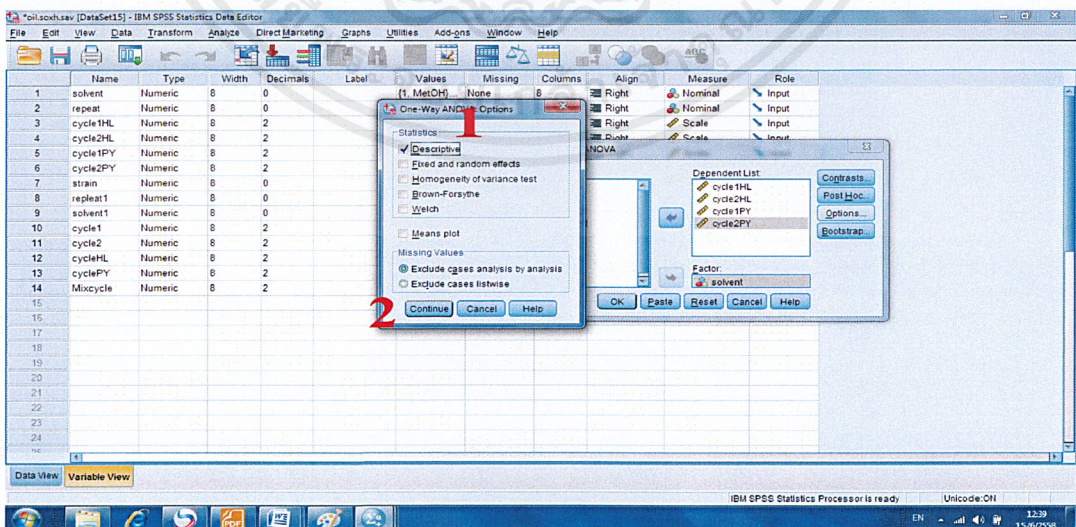 *oil.soxh.sav [DataSet15] - IBM SPSS Statistics Data Editor
File Edit View Data Transform Analyze Direct Marketing Graphs Utilities Add-ons Window Help
Name Type Width Decimals Label Values Missing Columns Align Measure Role
1 solvent Numeric 8 0 {1, MetOH}... None 8 Right Nominal Input
2 repeat Numeric 8 0 Right Nominal Input
3 cycle1HL Numeric 8 2 Right Scale Input
4 cycle2HL Numeric 8 2 Right Scale Input
5 cycle1PY Numeric 8 2
6 cycle2PY Numeric 8 2
7 strain Numeric 8 0
8 repleat1 Numeric 8 0
9 solvent1 Numeric 8 0
10 cycle1 Numeric 8 2
11 cycle2 Numeric 8 2
12 cycleHL Numeric 8 2
13 cyclePY Numeric 8 2
14 Mixcycle Numeric 8 2
15
16
17
18
19
20
21
22
23
24
One-Way ANOVA: Options
1
Statistics
Descriptive
Fixed and random effects
Homogeneity of variance test
Brown-Forsythe
Welch
Means plot
Missing Values
Exclude cases analysis by analysis
Exclude cases listwise
2
Continue Cancel Help
NOVA
Dependent List:
cycle1HL
cycle2HL
cycle1PY
cycle2PY
Factor:
solvent
Contrasts...
Post Hoc...
Options...
Bootstrap...
OK Paste Reset Cancel Help
Data View Variable View
IBM SPSS Statistics Processor is ready Unicode:ON
EN 12:39
15/6/2558